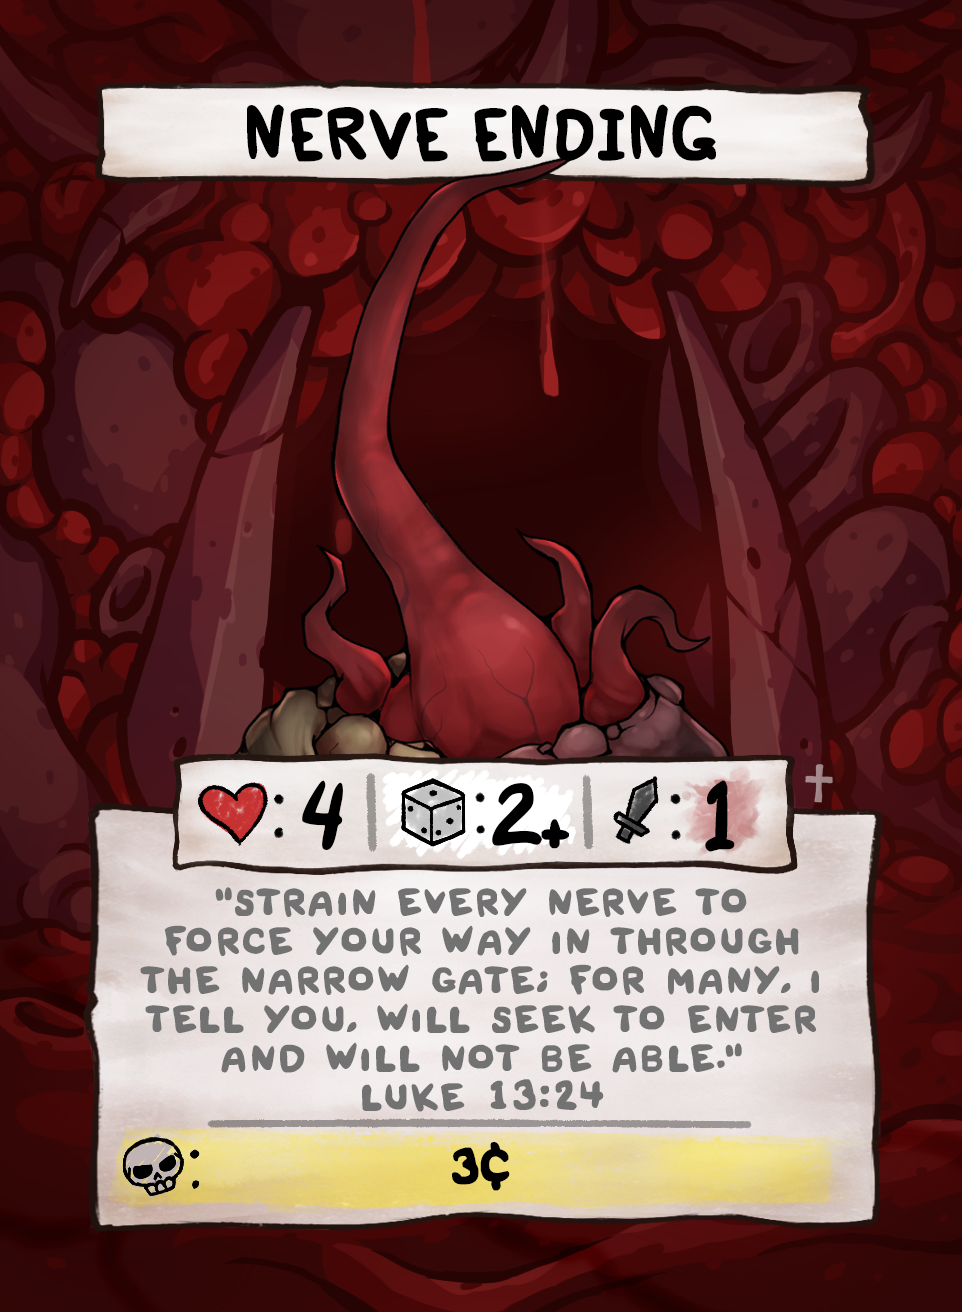 NERVE ENDING
: 4 : 2+ : 1
"STRAIN EVERY NERVE TO
FORCE YOUR WAY IN THROUGH
THE NARROW GATE; FOR MANY, I
TELL YOU, WILL SEEK TO ENTER
AND WILL NOT BE ABLE."
LUKE 13:24
: 3¢